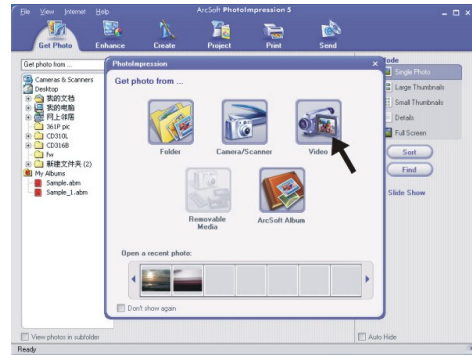 File View Internet Help
ArcSoft PhotoImpression 5
Get Photo Enhance Create Project Print Send
Get photo from ...
Cameras & Scanners
Desktop
我的文档
我的电脑
网上邻居
361P pic
CD310L
CD316B
fw
新建文件夹 (2)
My Albums
Sample.abm
Sample_1.abm
View photos in subfolder
Ready
PhotoImpression
Get photo from ...
Folder Camera/Scanner Video
Removable
Media
ArcSoft Album
Open a recent photo:
Don't show again
Single Photo
Large Thumbnails
Small Thumbnails
Details
Full Screen
Sort
Find
Slide Show
Auto Hide